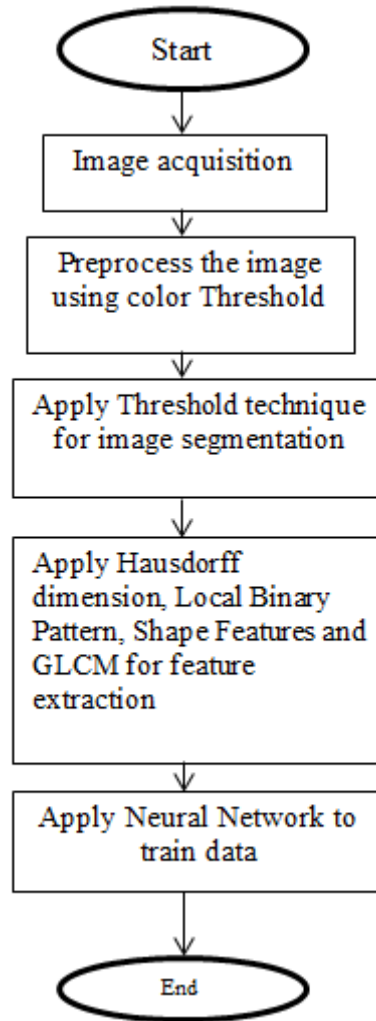 Start
Image acquisition
Preprocess the image
using color Threshold
Apply Threshold technique
for image segmentation
Apply Hausdorff
dimension, Local Binary
Pattern, Shape Features and
GLCM for feature
extraction
Apply Neural Network to
train data
End